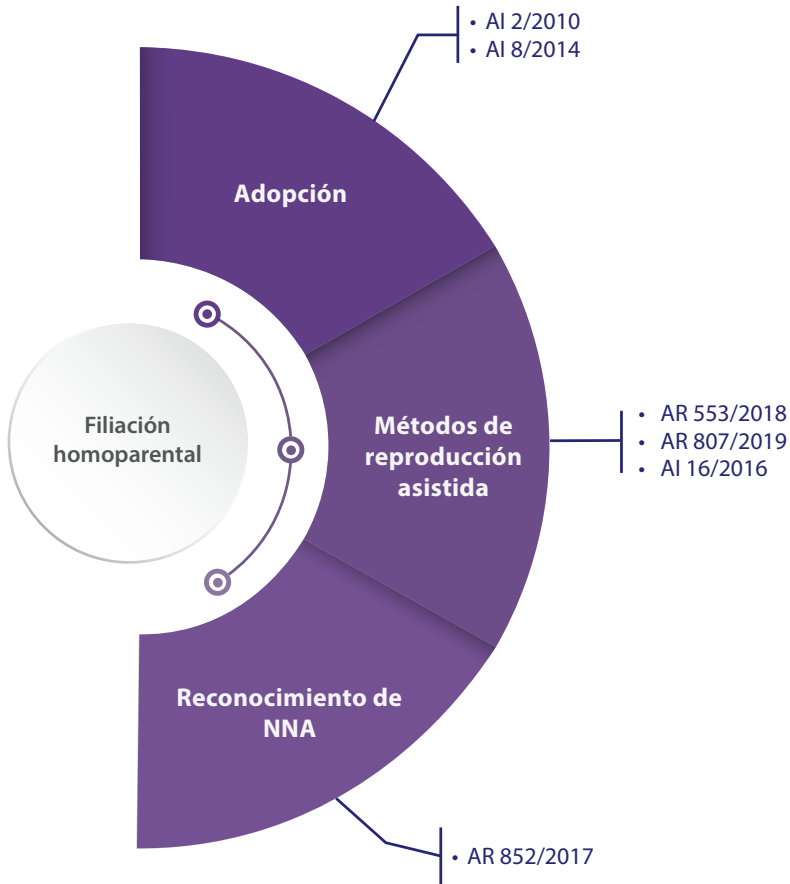 Filiación
homoparental
Adopción
• AI 2/2010
• AI 8/2014
Métodos de
reproducción
asistida
• AR 553/2018
• AR 807/2019
• AI 16/2016
Reconocimiento de
NNA
• AR 852/2017